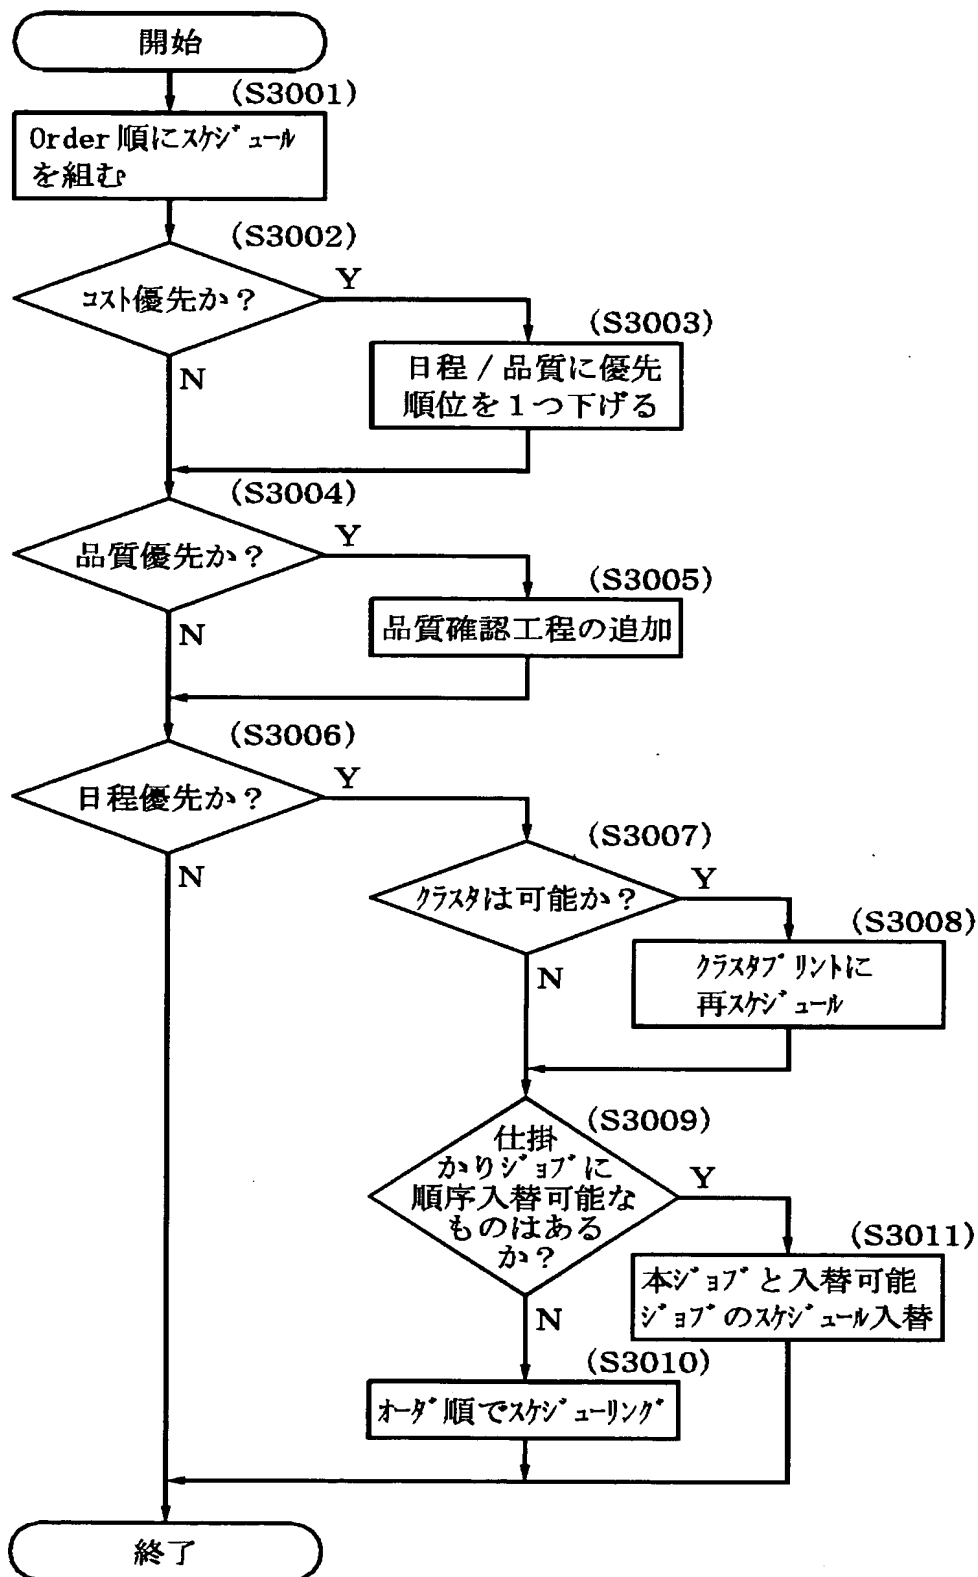 開始
(S3001)
Order順にスケジュール
を組む
(S3002)
コスト優先か？
Y
N
(S3003)
日程／品質に優先
順位を１つ下げる
(S3004)
品質優先か？
Y
N
(S3005)
品質確認工程の追加
(S3006)
日程優先か？
Y
N
(S3007)
クラスタは可能か？
Y
N
(S3008)
クラスタプリントに
再スケジュール
(S3009)
仕掛
かりジョブに
順序入替可能な
ものはある
か？
Y
N
(S3011)
本ジョブと入替可能
ジョブのスケジュール入替
(S3010)
オーダ順でスケジューリング
終了